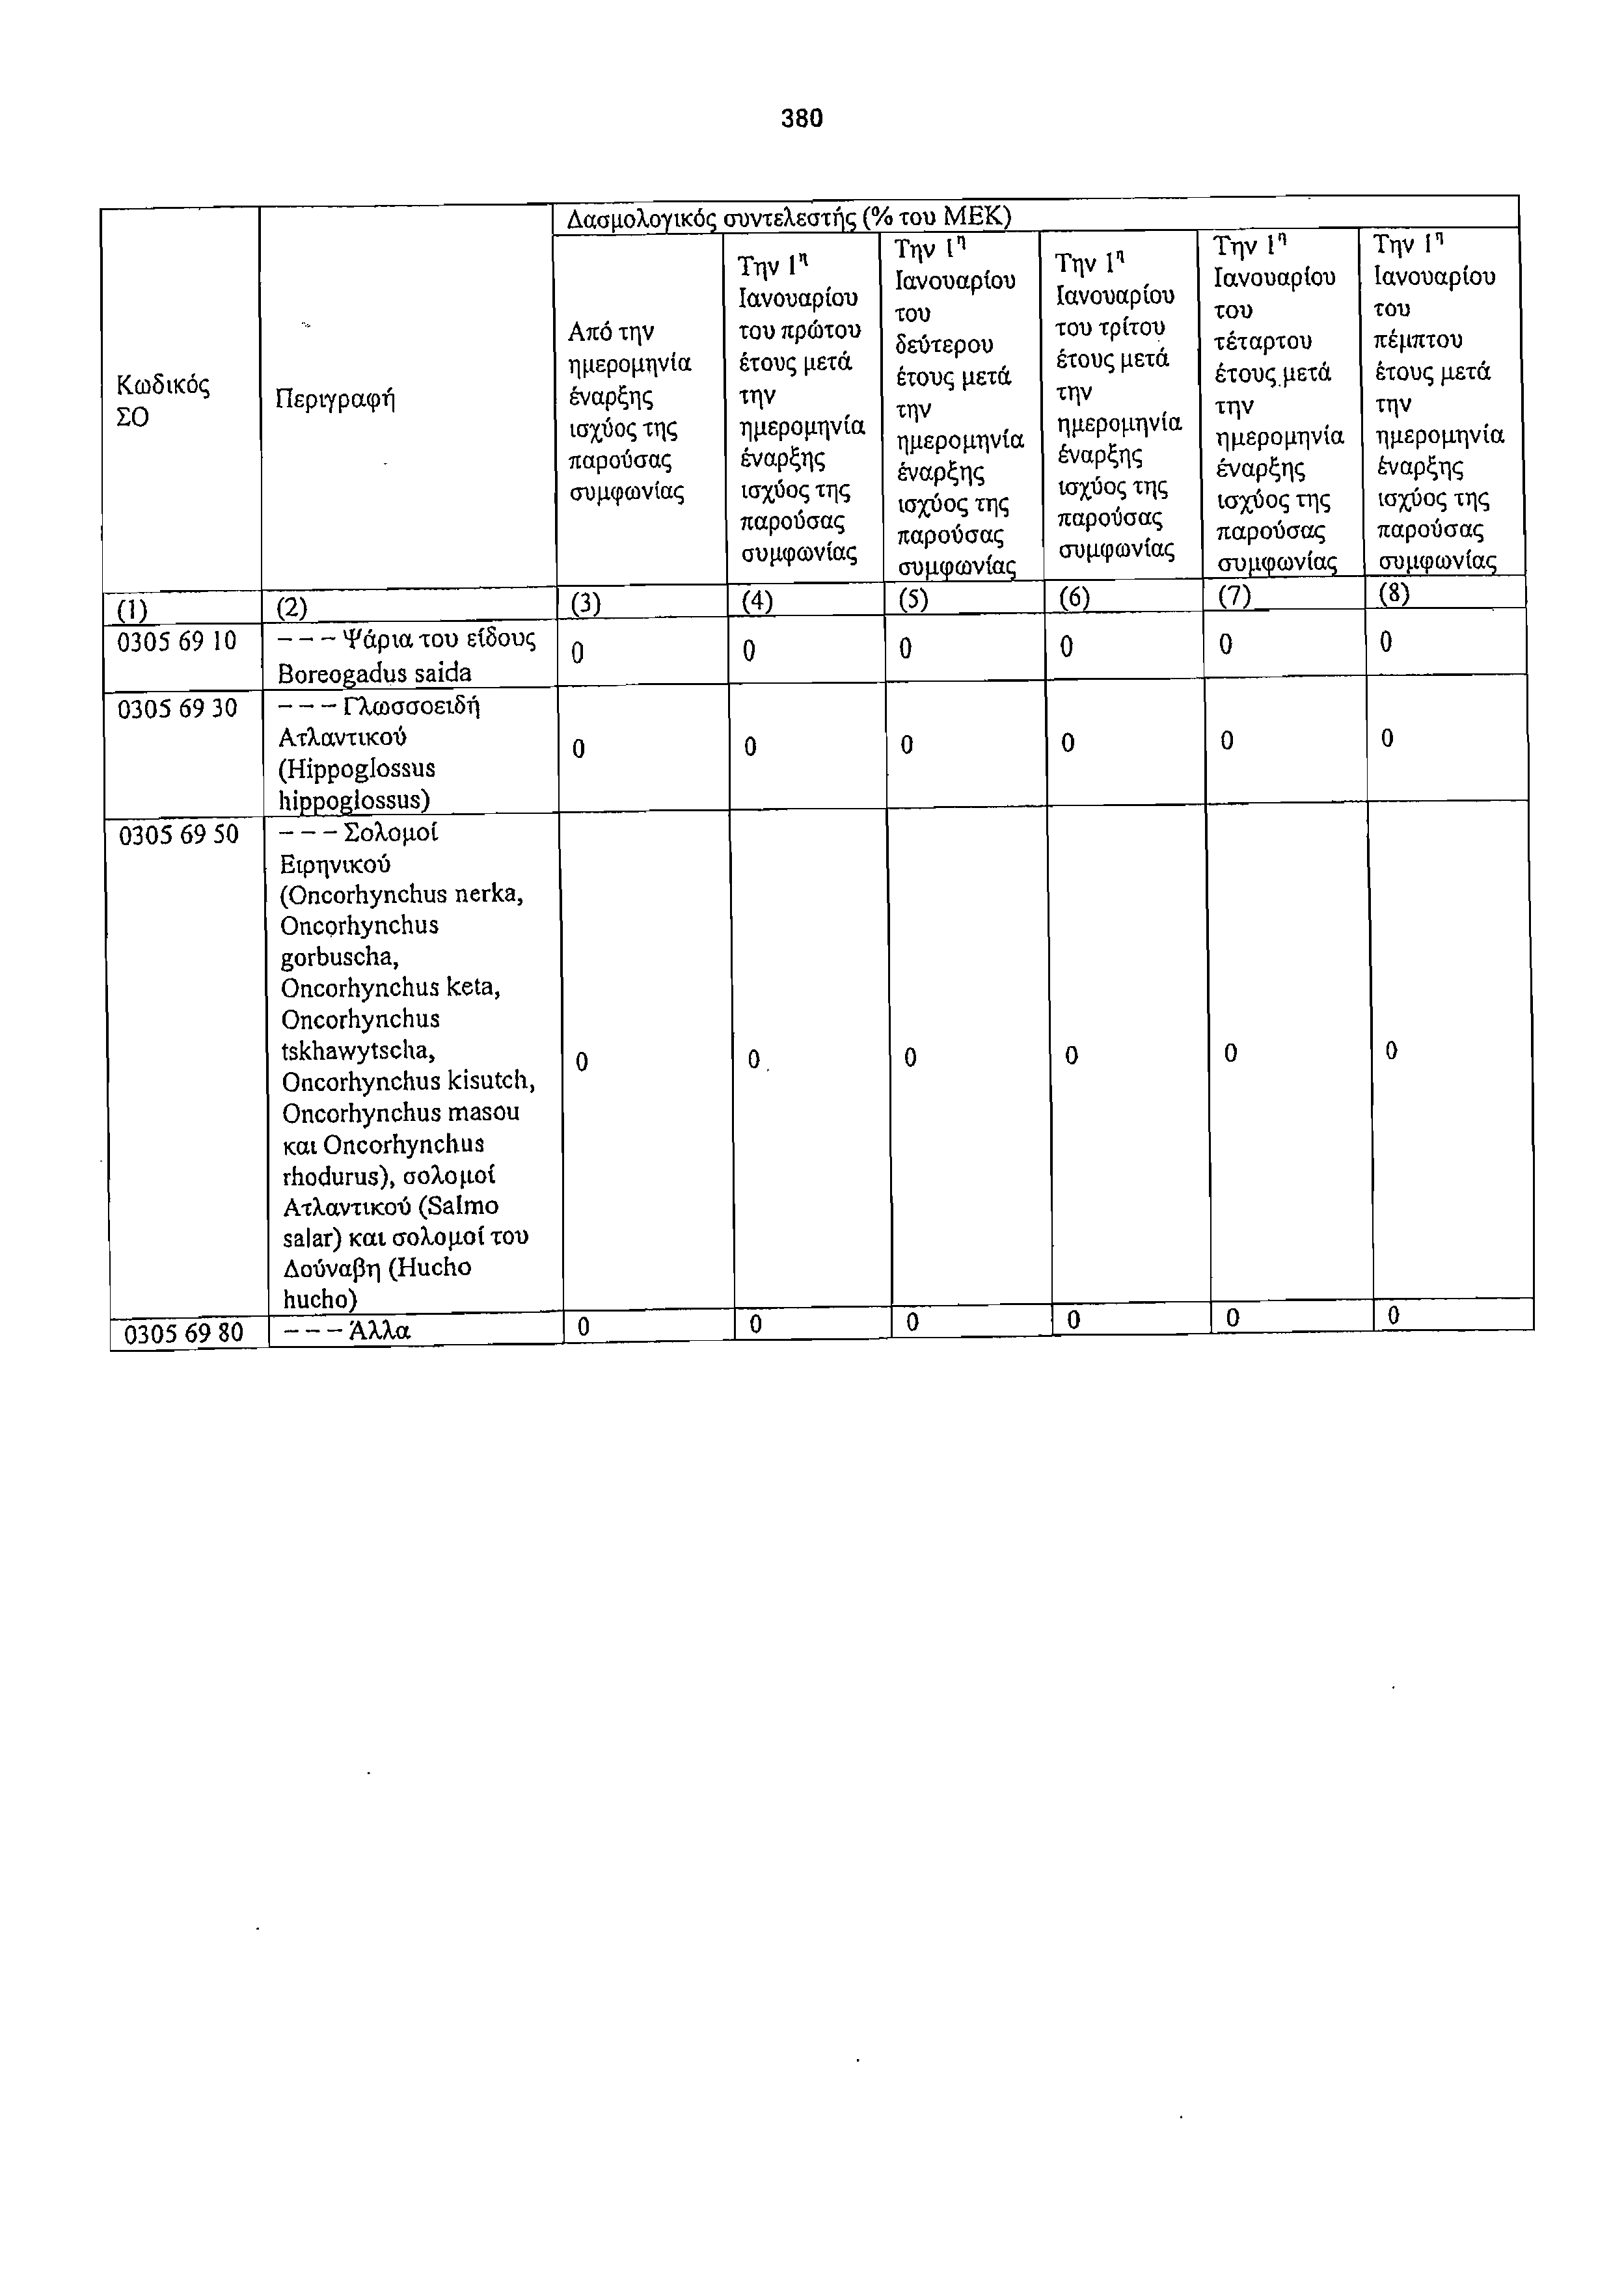 380
Δασμολογικός συντελεστής (% του ΜΕΚ)
Κωδικός
ΣΟ
Περιγραφή
Από την
ημερομηνία
έναρξης
ισχύος της
παρούσας
συμφωνίας
Την 1η
Ιανουαρίου
του πρώτου
έτους μετά
την
ημερομηνία
έναρξης
ισχύος της
παρούσας
συμφωνίας
Την 1η
Ιανουαρίου
του
δεύτερου
έτους μετά
την
ημερομηνία
έναρξης
ισχύος της
παρούσας
συμφωνίας
Την 1η
Ιανουαρίου
του τρίτου
έτους μετά
την
ημερομηνία
έναρξης
ισχύος της
παρούσας
συμφωνίας
Την 1η
Ιανουαρίου
του
τέταρτου
έτους μετά
την
ημερομηνία
έναρξης
ισχύος της
παρούσας
συμφωνίας
Την 1η
Ιανουαρίου
του
πέμπτου
έτους μετά
την
ημερομηνία
έναρξης
ισχύος της
παρούσας
συμφωνίας
(1) (2) (3) (4) (5) (6) (7) (8)
0305 69 10 – – – Ψάρια του είδους
Boreogadus saida
0 0 0 0 0 0
0305 69 30 – – – Γλωσσοειδή
Ατλαντικού
(Hippoglossus
hippoglossus)
0 0 0 0 0 0
0305 69 50 – – – Σολομοί
Ειρηνικού
(Oncorhynchus nerka,
Oncorhynchus
gorbuscha,
Oncorhynchus keta,
Oncorhynchus
tskhawytscha,
Oncorhynchus kisutch,
Oncorhynchus masou
και Oncorhynchus
rhodurus), σολομοί
Ατλαντικού (Salmo
salar) και σολομοί του
Δούναβη (Hucho
hucho)
0 0 0 0 0 0
0305 69 80 – – – Άλλα 0 0 0 0 0 0